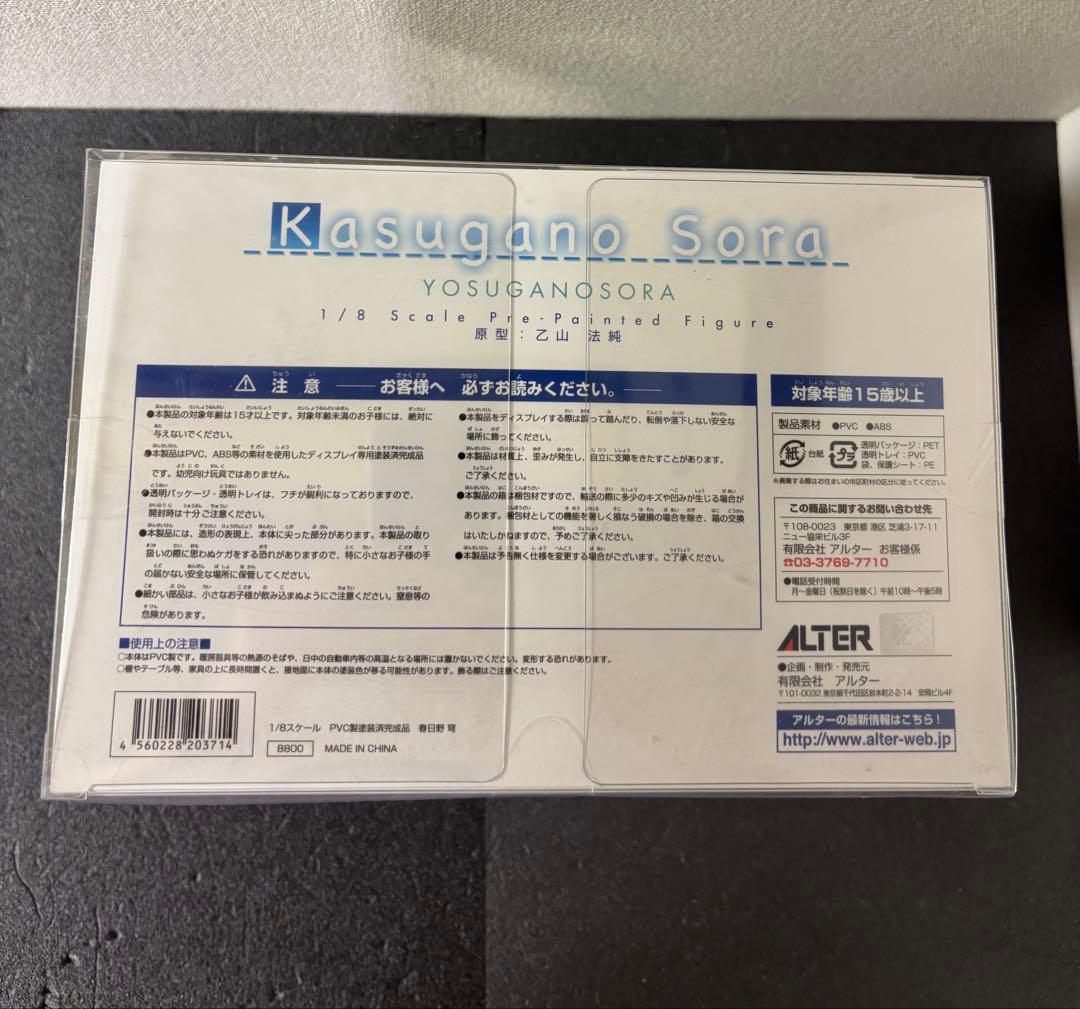 Kasugano Sora
YOSUGANOSORA
1/8 Scale Pre-Painted Figure
原型：乙山 法純
⚠注意 ── お客様へ 必ずお読みください。──
●本製品の対象年齢は15才以上です。対象年齢未満のお子様には、絶対に
与えないでください。
●本製品はPVC、ABS等の素材を使用したディスプレイ専用塗装済完成品
です。幼児向け玩具ではありません。
●透明パッケージ・透明トレイは、フチが鋭利になっておりますので、
開封時は十分ご注意ください。
●本製品には、造形の表現上、本体に尖った部分があります。本製品の取り
扱いの際に思わぬケガをする恐れがありますので、特に小さなお子様の手
の届かない安全な場所に保管してください。
●細かい部品は、小さなお子様が飲み込まぬようにご注意ください。窒息等の
危険があります。
●本製品をディスプレイする際は誤って踏んだり、転倒や落下しない安全な
場所に飾ってください。
●本製品は材質上、歪みが発生し、自立に支障をきたすことがあります。
ご了承ください。
●本製品の箱は梱包材ですので、輸送の際に多少のキズや凹みが生じる場合が
あります。梱包材としての機能を著しく損なう破損の場合を除き、箱の交換
はいたしかねますので、予めご了承ください。
●本製品は予告無く仕様を変更する場合がございます。ご了承ください。
対象年齢15歳以上
製品素材 ●PVC ●ABS
紙 台紙 プラ 透明パッケージ：PET
透明トレイ：PVC
袋、保護シート：PE
※廃棄する際はお住まいの市区町村の区分に従ってください。
この商品に関するお問い合わせ先
〒108-0023 東京都 港区 芝浦3-17-11
ニュー協栄ビル3F
有限会社 アルター お客様係
☎03-3769-7710
●電話受付時間
月〜金曜日（祝祭日を除く）午前10時〜午後5時
ALTER
●企画・制作・発売元
有限会社 アルター
〒101-0032 東京都千代田区岩本町2-2-14 安岡ビル4F
アルターの最新情報はこちら！
http://www.alter-web.jp
■使用上の注意■
○本体はPVC製です。暖房器具等の熱源のそばや、日中の自動車内等の高温となる場所には置かないでください。変形する恐れがあります。
○棚やテーブル等、家具の上に長時間置くと、接地面に本体の塗装色が移る可能性があります。飾る際はご注意ください。
4 560228 203714
1/8スケール PVC製塗装済完成品 春日野 穹
8800 MADE IN CHINA